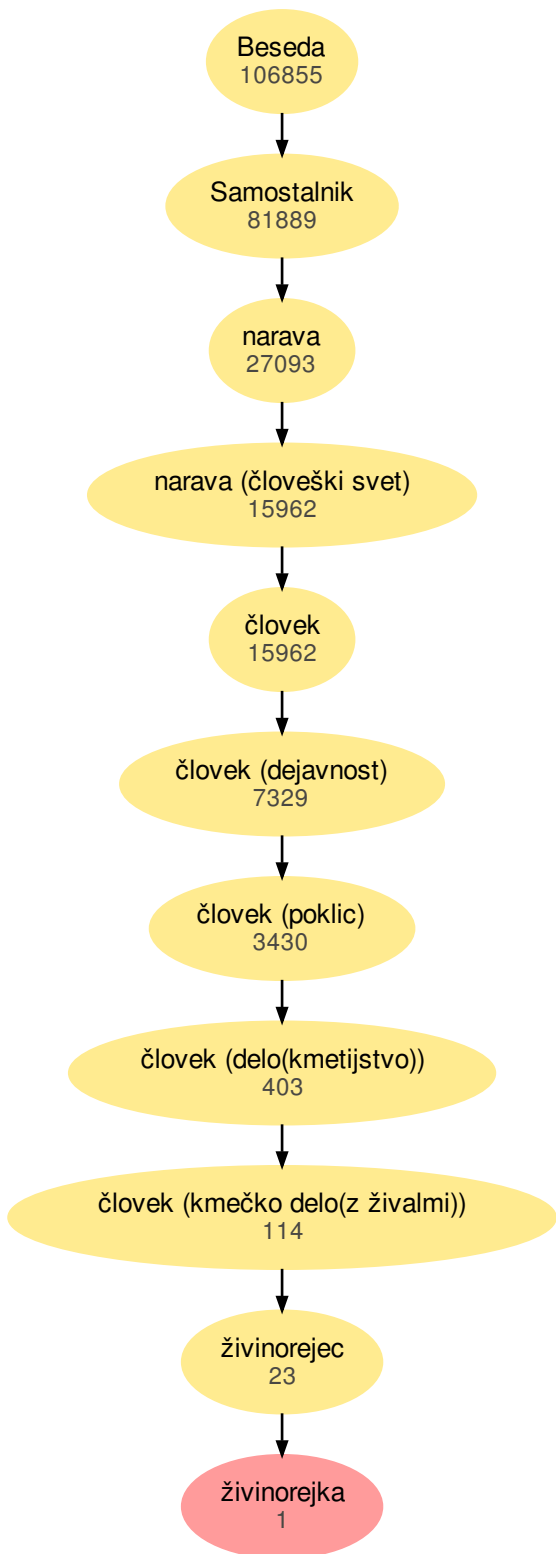 Beseda
106855
Samostalnik
81889
narava
27093
narava (človeški svet)
15962
človek
15962
človek (dejavnost)
7329
človek (poklic)
3430
človek (delo(kmetijstvo))
403
človek (kmečko delo(z živalmi))
114
živinorejec
23
živinorejka
1